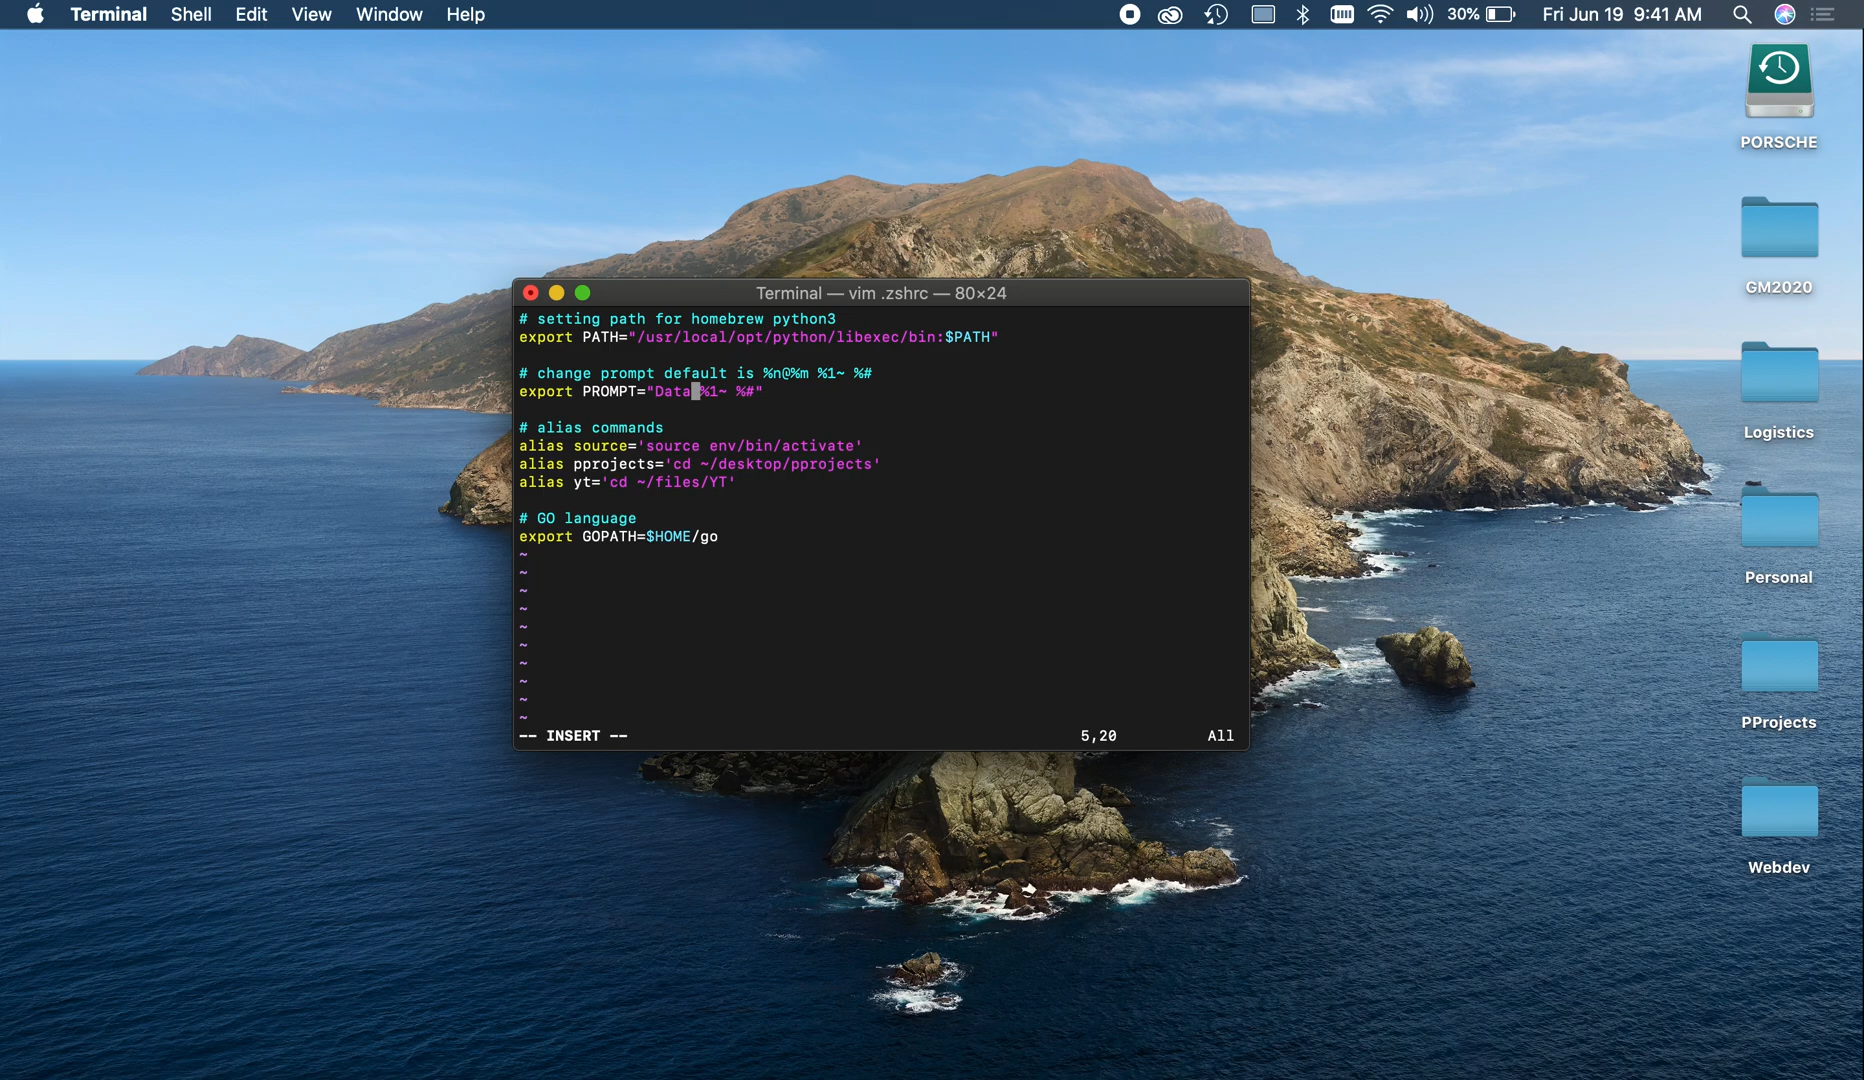 Terminal Shell Edit View Window Help 30% Fri Jun 19 9:41 AM
PORSCHE
GM2020
Logistics
Personal
PProjects
Webdev
Terminal — vim .zshrc — 80×24
# setting path for homebrew python3
export PATH="/usr/local/opt/python/libexec/bin:$PATH"
# change prompt default is %n@%m %1~ %#
export PROMPT="Data %1~ %#"
# alias commands
alias source='source env/bin/activate'
alias pprojects='cd ~/desktop/pprojects'
alias yt='cd ~/files/YT'
# GO language
export GOPATH=$HOME/go
~
~
~
~
~
~
~
~
~
~
-- INSERT -- 5,20 All